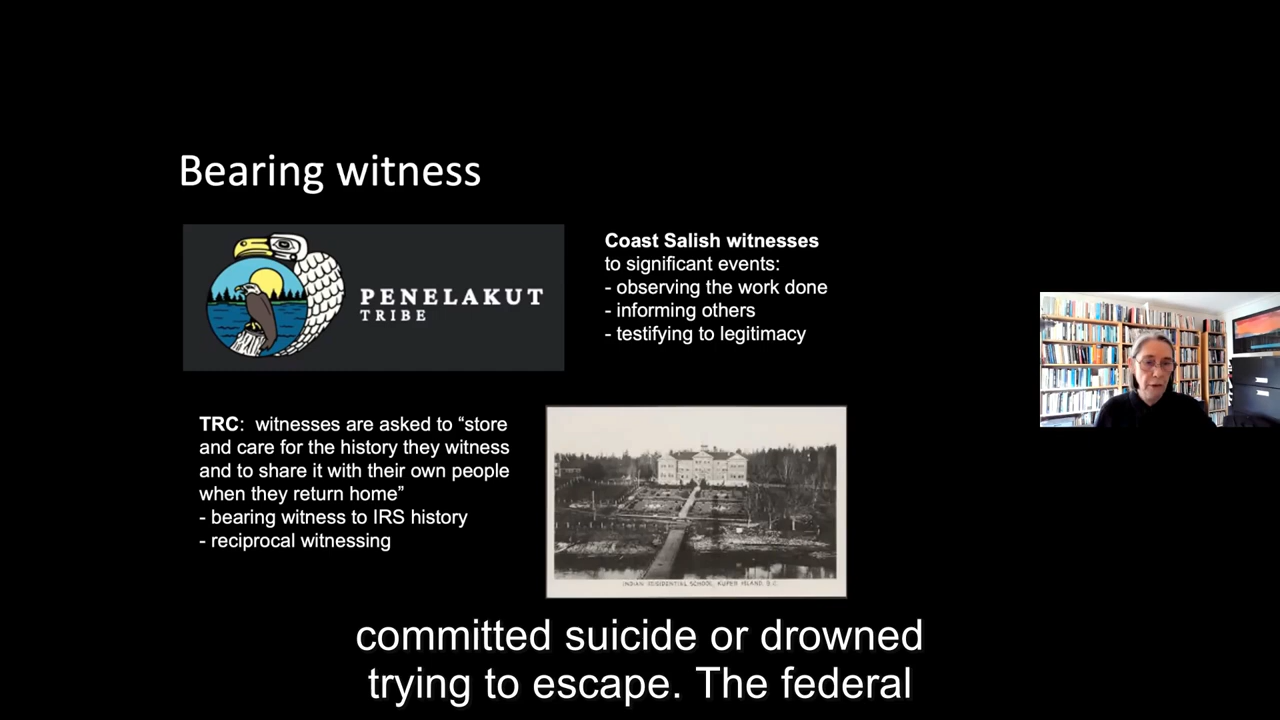 Bearing witness
PENELAKUT
TRIBE
Coast Salish witnesses
to significant events:
- observing the work done
- informing others
- testifying to legitimacy
TRC:  witnesses are asked to “store
and care for the history they witness
and to share it with their own people
when they return home”
- bearing witness to IRS history
- reciprocal witnessing
INDIAN RESIDENTIAL SCHOOL, KUPER ISLAND, B.C.
committed suicide or drowned
trying to escape. The federal